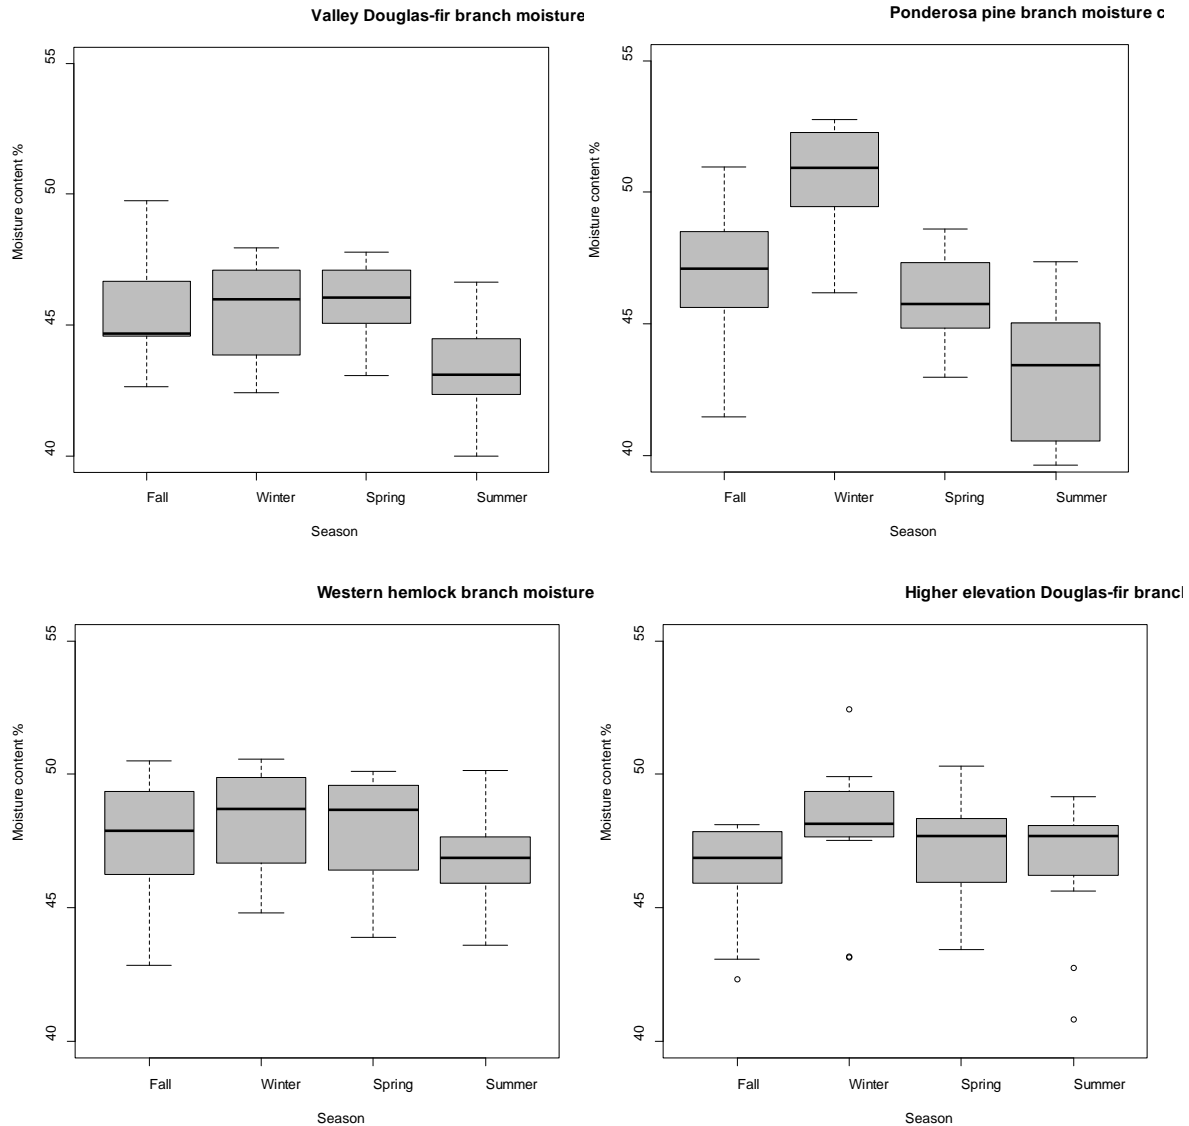 Valley Douglas-fir branch moisture
55
50
45
40
Moisture content %
Fall Winter Spring Summer
Season
Ponderosa pine branch moisture c
55
50
45
40
Moisture content %
Fall Winter Spring Summer
Season
Western hemlock branch moisture
55
50
45
40
Moisture content %
Fall Winter Spring Summer
Season
Higher elevation Douglas-fir branch
55
50
45
40
Moisture content %
Fall Winter Spring Summer
Season